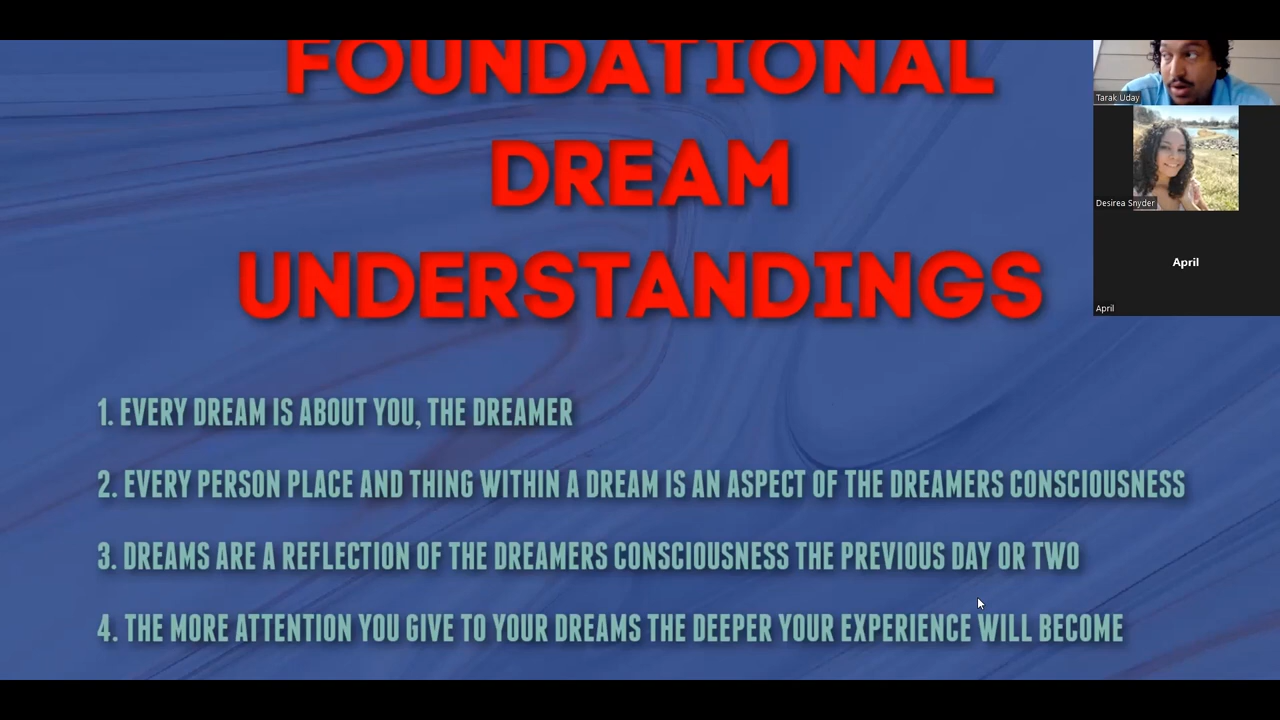 FOUNDATIONAL
DREAM
UNDERSTANDINGS
1. EVERY DREAM IS ABOUT YOU, THE DREAMER
2. EVERY PERSON PLACE AND THING WITHIN A DREAM IS AN ASPECT OF THE DREAMERS CONSCIOUSNESS
3. DREAMS ARE A REFLECTION OF THE DREAMERS CONSCIOUSNESS THE PREVIOUS DAY OR TWO
4. THE MORE ATTENTION YOU GIVE TO YOUR DREAMS THE DEEPER YOUR EXPERIENCE WILL BECOME
Tarak Uday
Desirea Snyder
April
April